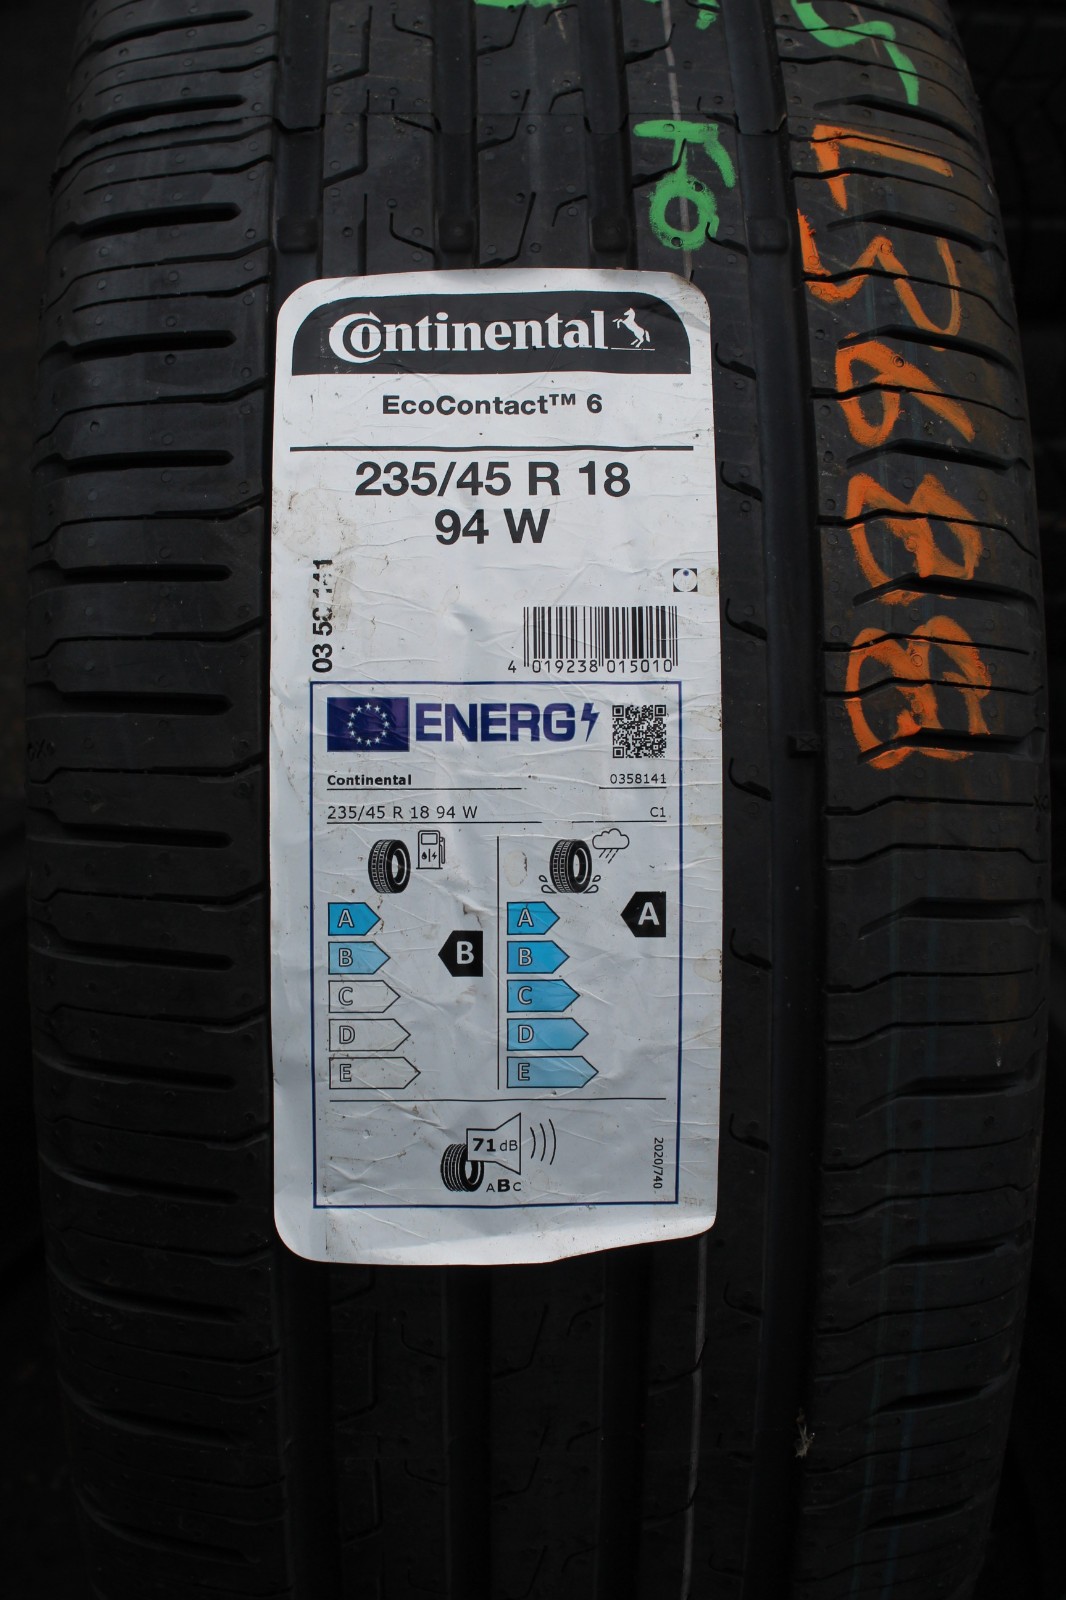 Continental
EcoContact™ 6
235/45 R 18
94 W
4 019238 015010
ENERG
Continental
0358141
235/45 R 18 94 W
C1
A
B
C
D
E
B
A
B
C
D
E
A
71 dB
ABC
2020/740